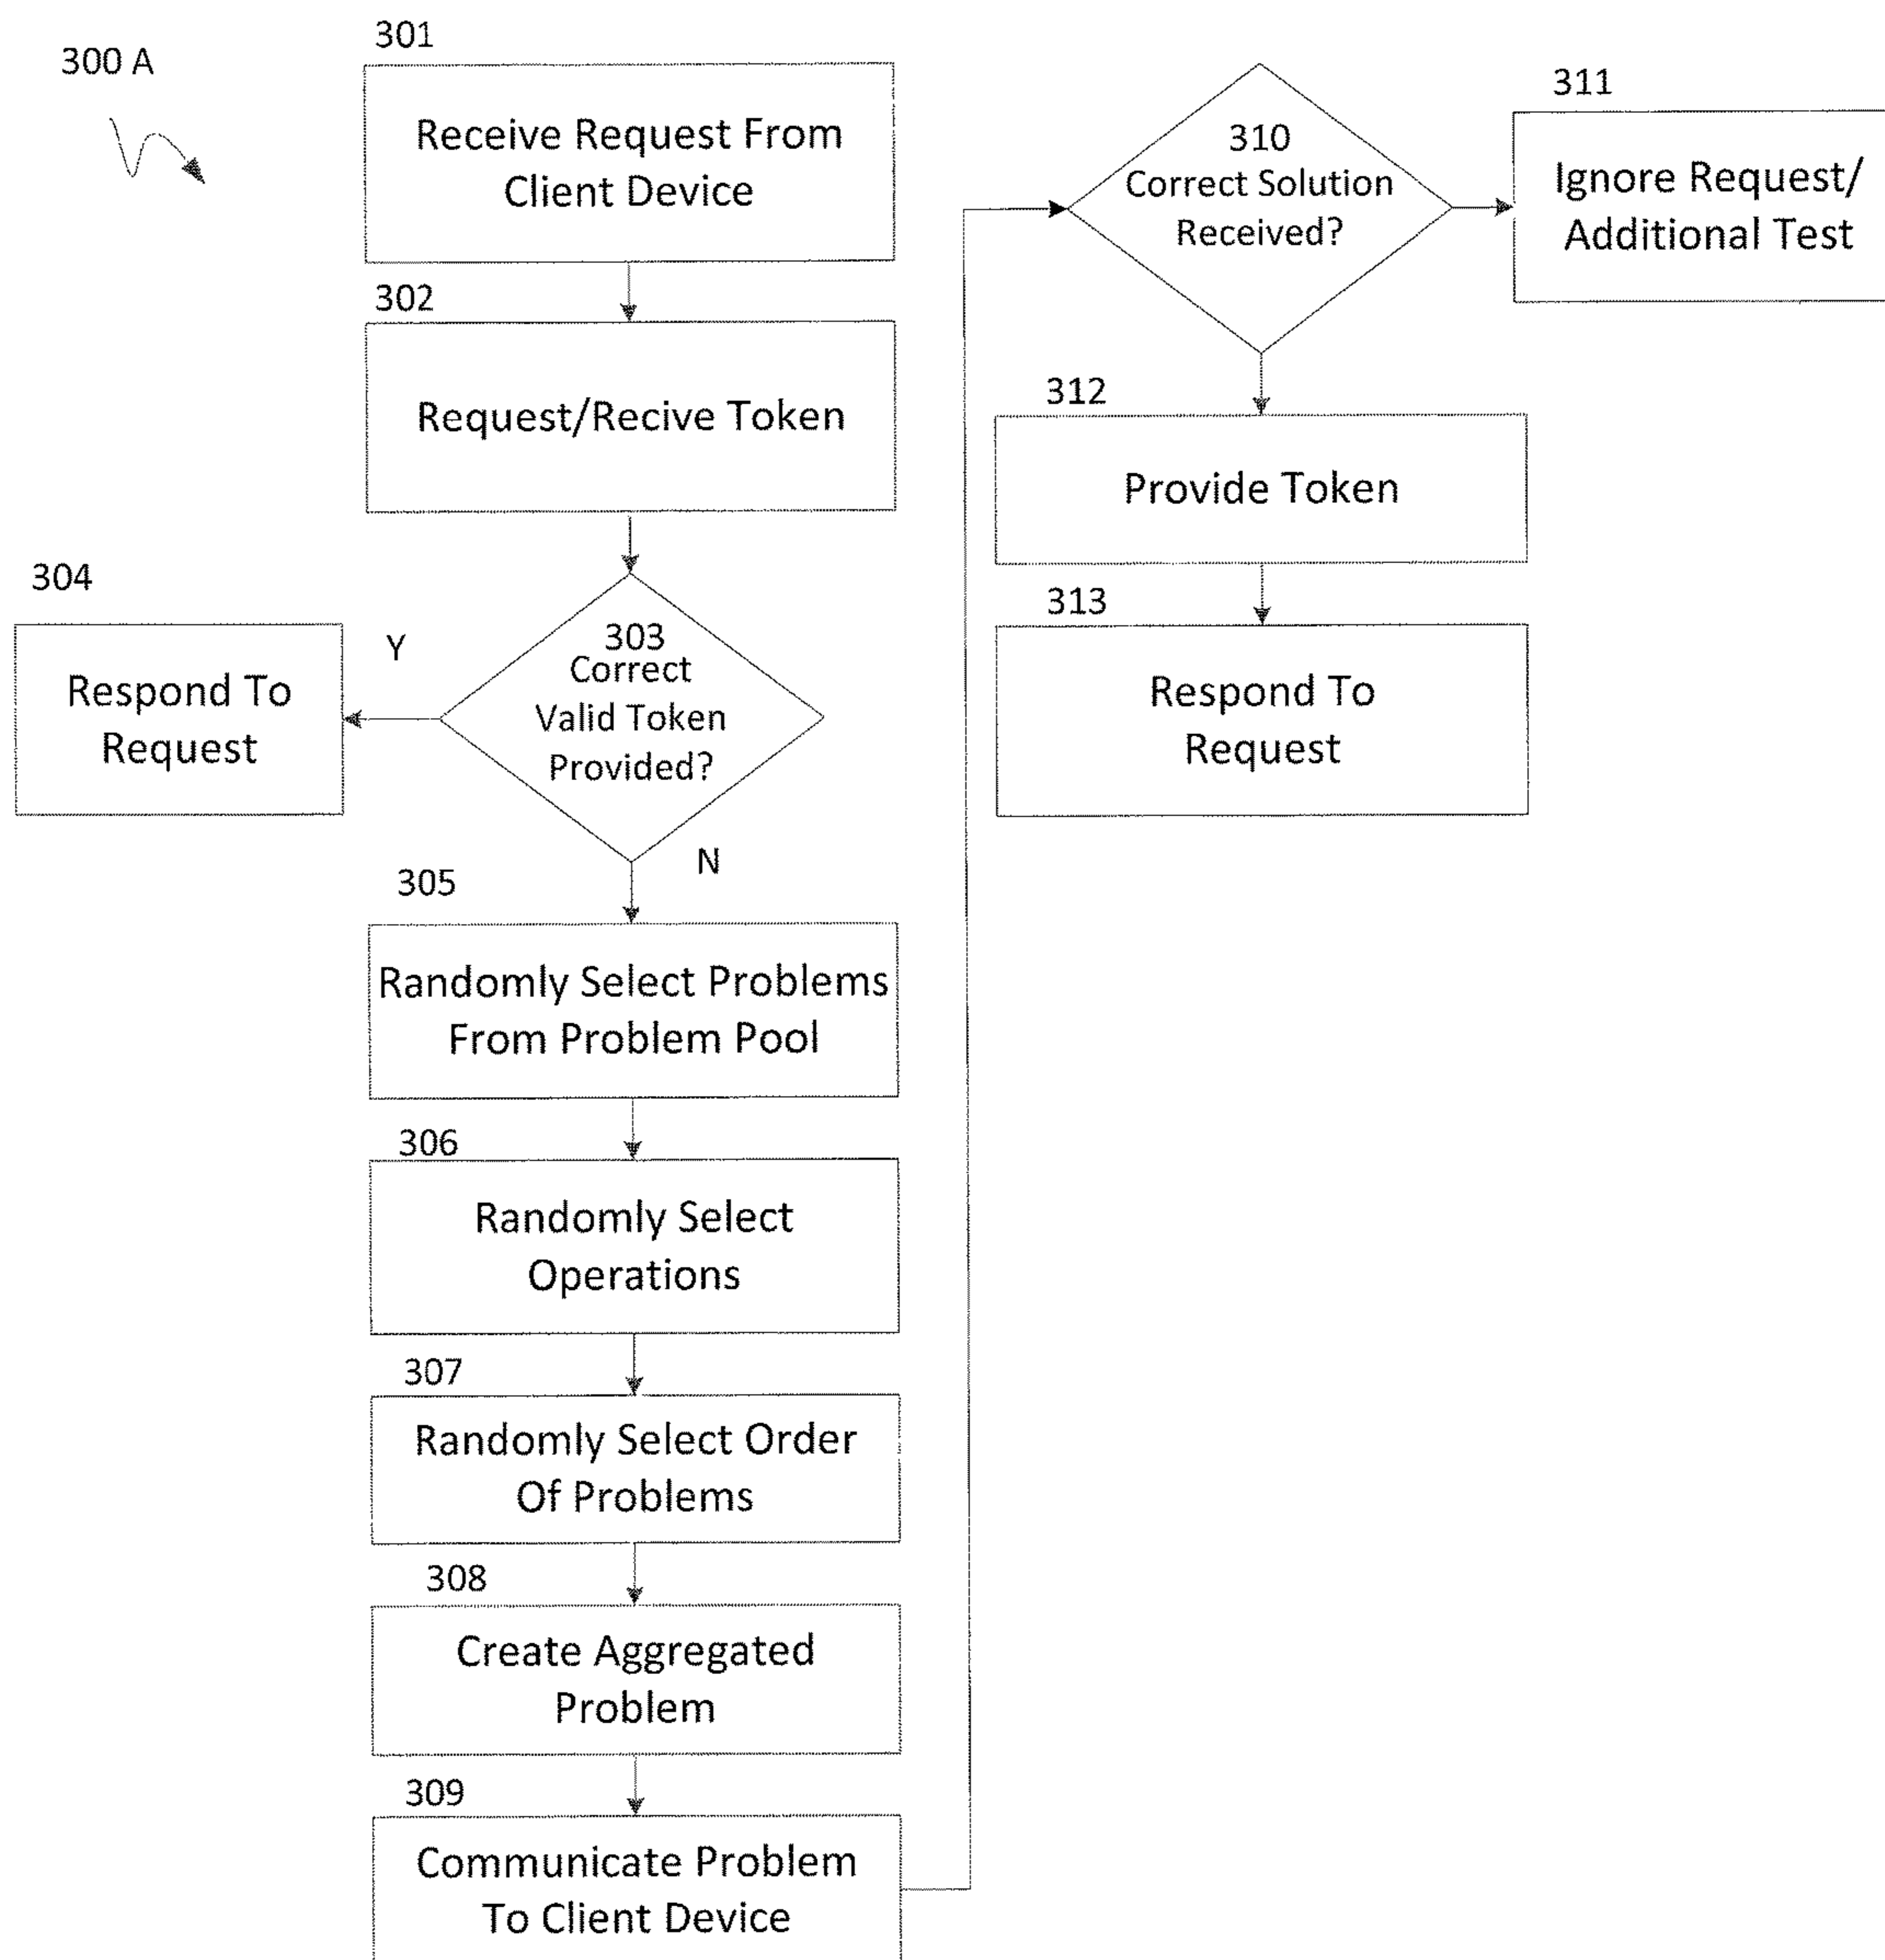 300 A
301
Receive Request From
Client Device
302
Request/Recive Token
303
Correct
Valid Token
Provided?
Y
304
Respond To
Request
N
305
Randomly Select Problems
From Problem Pool
306
Randomly Select
Operations
307
Randomly Select Order
Of Problems
308
Create Aggregated
Problem
309
Communicate Problem
To Client Device
310
Correct Solution
Received?
311
Ignore Request/
Additional Test
312
Provide Token
313
Respond To
Request